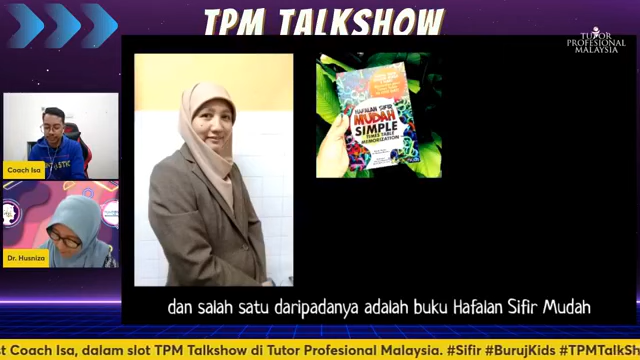 TPM TALKSHOW
TUTOR
PROFESIONAL
MALAYSIA
HAFALAN SIFIR
MUDAH
SIMPLE
TIMES TABLE
MEMORIZATION
Coach Isa
Dr. Husniza
dan salah satu daripadanya adalah buku Hafalan Sifir Mudah
st Coach Isa, dalam slot TPM Talkshow di Tutor Profesional Malaysia. #Sifir #BurujKids #TPMTalkSh